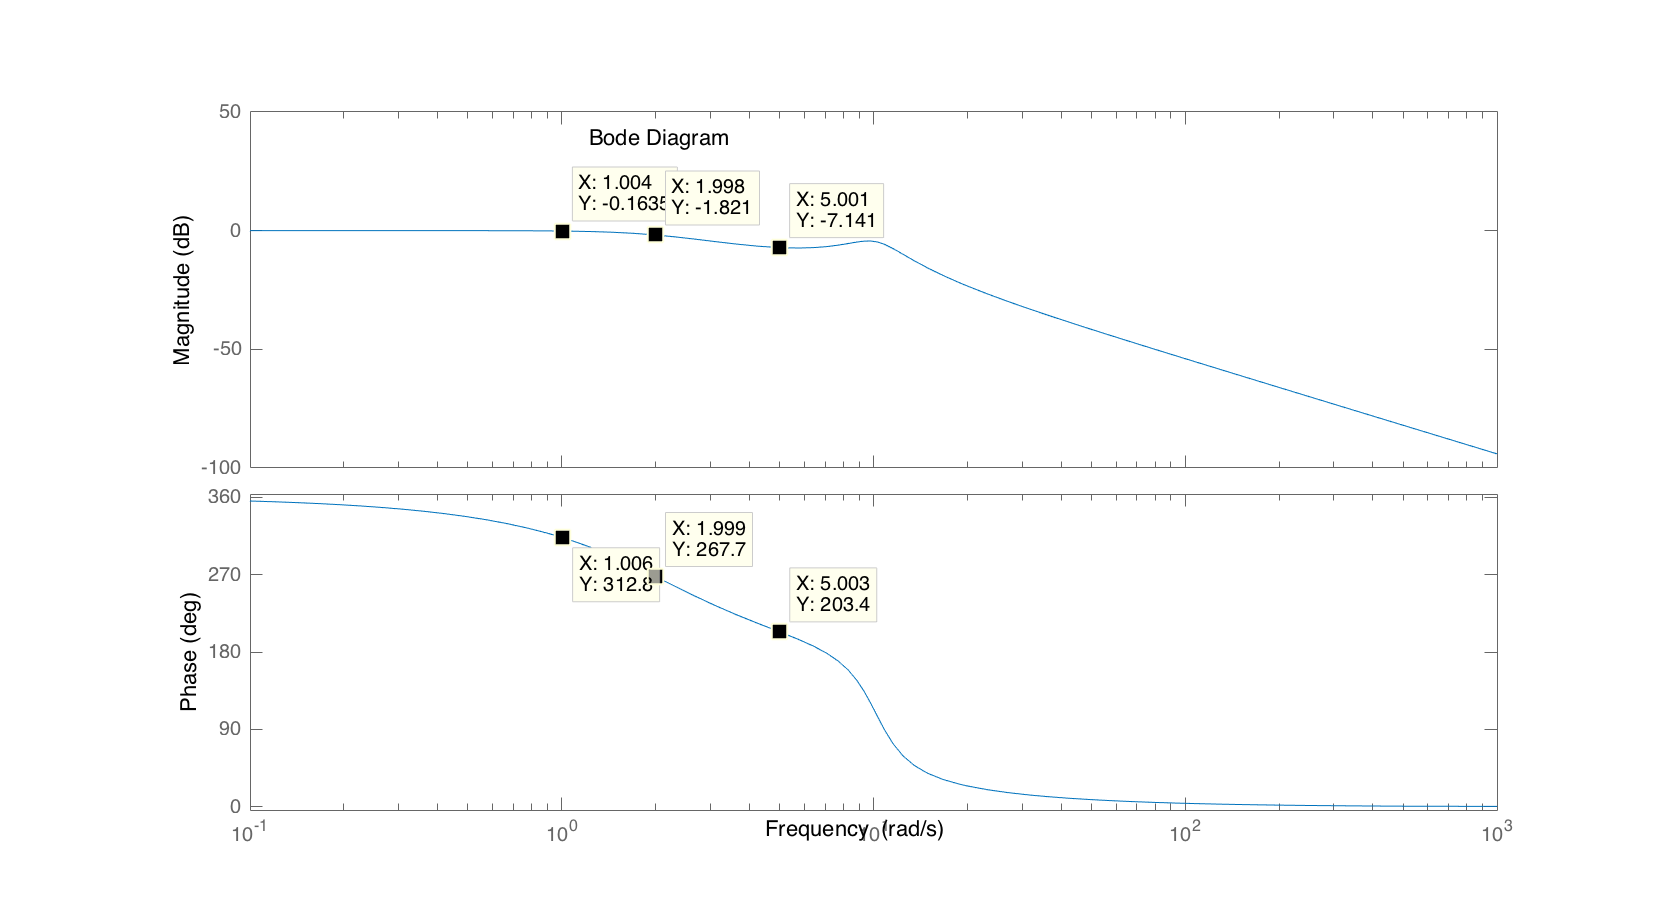 Bode Diagram
50
0
-50
-100
Magnitude (dB)
X: 1.004
Y: -0.1635
X: 1.998
Y: -1.821
X: 5.001
Y: -7.141
360
270
180
90
0
Phase (deg)
X: 1.006
Y: 312.8
X: 1.999
Y: 267.7
X: 5.003
Y: 203.4
10^-1
10^0
10^1
10^2
10^3
Frequency (rad/s)